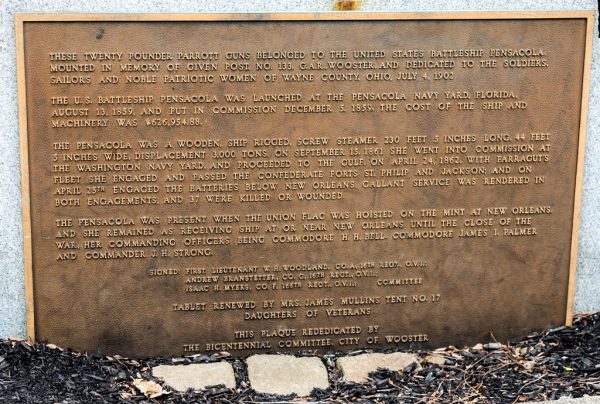 THESE TWENTY POUNDER PARROTT GUNS BELONGED TO THE UNITED STATES BATTLESHIP PENSACOLA.
MOUNTED IN MEMORY OF GIVEN POST NO. 133, G.A.R. WOOSTER, AND DEDICATED TO THE SOLDIERS,
SAILORS AND NOBLE PATRIOTIC WOMEN OF WAYNE COUNTY, OHIO, JULY 4, 1902
THE U.S. BATTLESHIP PENSACOLA WAS LAUNCHED AT THE PENSACOLA NAVY YARD, FLORIDA,
AUGUST 13, 1859, AND PUT IN COMMISSION DECEMBER 5, 1859. THE COST OF THE SHIP AND
MACHINERY WAS $626,954.88.
THE PENSACOLA WAS A WOODEN, SHIP RIGGED, SCREW STEAMER 230 FEET 5 INCHES LONG, 44 FEET
5 INCHES WIDE, DISPLACEMENT 3,000 TONS. ON SEPTEMBER 15, 1861 SHE WENT INTO COMMISSION AT
THE WASHINGTON NAVY YARD, AND PROCEEDED TO THE GULF. ON APRIL 24, 1862, WITH FARRAGUT'S
FLEET SHE ENGAGED AND PASSED THE CONFEDERATE FORTS ST. PHILIP AND JACKSON; AND ON
APRIL 25TH ENGAGED THE BATTERIES BELOW NEW ORLEANS. GALLANT SERVICE WAS RENDERED IN
BOTH ENGAGEMENTS, AND 37 WERE KILLED OR WOUNDED.
THE PENSACOLA WAS PRESENT WHEN THE UNION FLAG WAS HOISTED ON THE MINT AT NEW ORLEANS
AND SHE REMAINED AS RECEIVING SHIP AT OR NEAR NEW ORLEANS UNTIL THE CLOSE OF THE
WAR, HER COMMANDING OFFICERS BEING COMMODORE H. H. BELL, COMMODORE JAMES I. PALMER
AND COMMANDER J. H. STRONG.
SIGNED: FIRST LIEUTENANT W. H. WOODLAND, CO. A, 16TH REGT., O.V.I.;
ANDREW BRANSTETTER, CO. C, 16TH REGT., O.V.I.;
ISAAC H. MYERS, CO. F, 166TH REGT., O.V.I.; COMMITTEE
TABLET RENEWED BY MRS. JAMES MULLINS TENT NO. 17
DAUGHTERS OF VETERANS
THIS PLAQUE REDEDICATED BY
THE BICENTENNIAL COMMITTEE, CITY OF WOOSTER